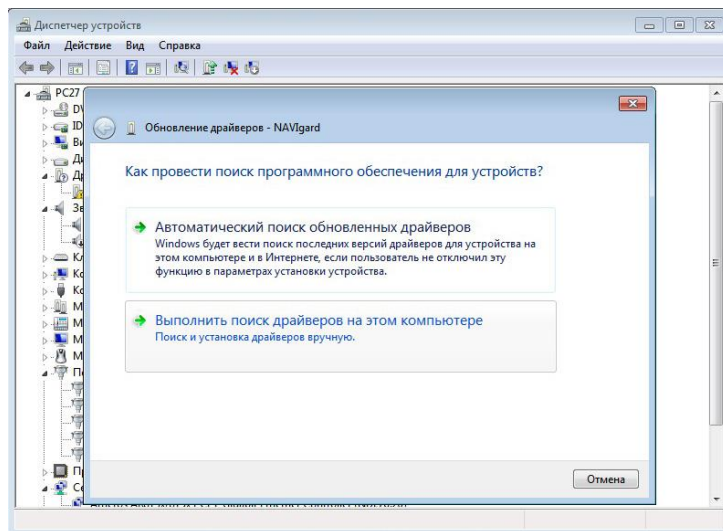 Диспетчер устройств
Файл Действие Вид Справка
PC27
Обновление драйверов - NAVIgard
Как провести поиск программного обеспечения для устройств?
Автоматический поиск обновленных драйверов
Windows будет вести поиск последних версий драйверов для устройства на
этом компьютере и в Интернете, если пользователь не отключил эту
функцию в параметрах установки устройства.
Выполнить поиск драйверов на этом компьютере
Поиск и установка драйверов вручную.
Отмена